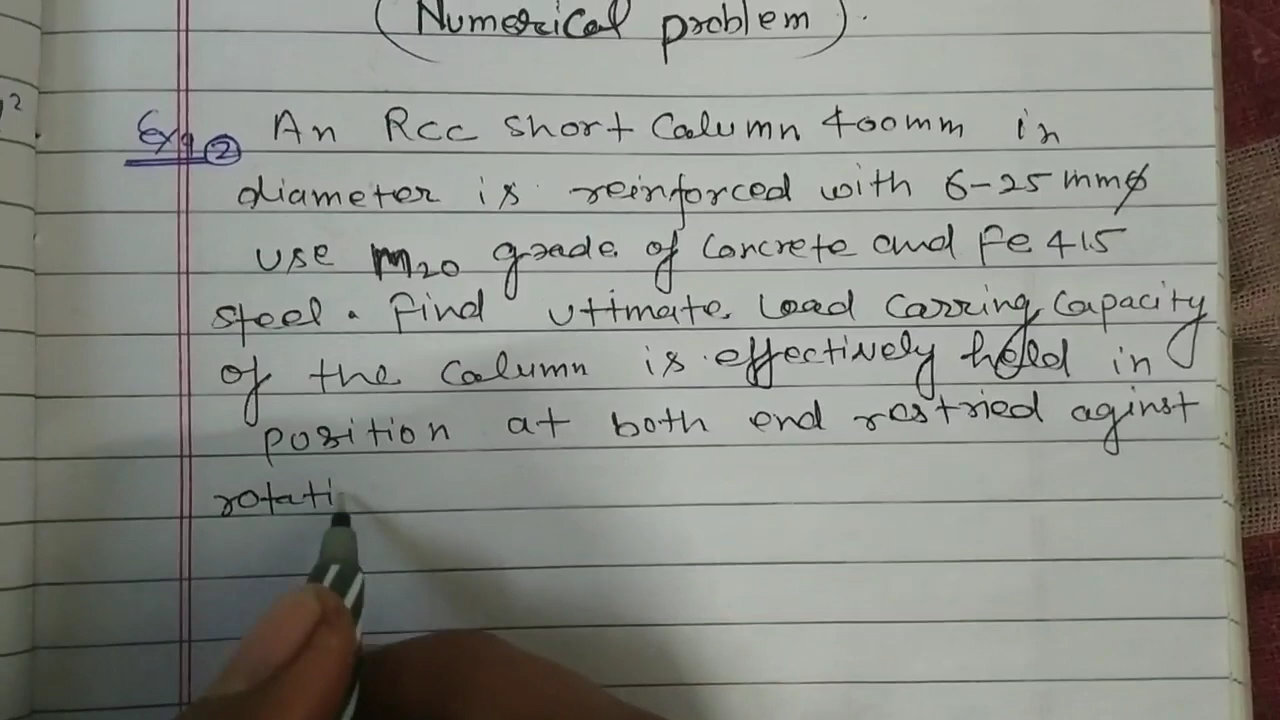 (Numerical problem).
2
Ex 2 An Rcc short Column 400mm in
diameter is reinforced with 6-25 mmφ
use M20 grade of Concrete and fe 415
steel. find uttmate load carring capacity
of the Column is effectively held in
position at both end restried aginst
rotati